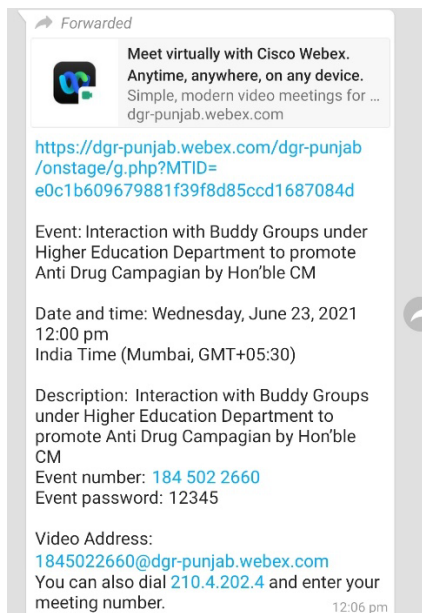 Forwarded
Meet virtually with Cisco Webex.
Anytime, anywhere, on any device.
Simple, modern video meetings for ...
dgr-punjab.webex.com
https://dgr-punjab.webex.com/dgr-punjab
/onstage/g.php?MTID=
e0c1b609679881f39f8d85ccd1687084d
Event: Interaction with Buddy Groups under
Higher Education Department to promote
Anti Drug Campagian by Hon'ble CM
Date and time: Wednesday, June 23, 2021
12:00 pm
India Time (Mumbai, GMT+05:30)
Description: Interaction with Buddy Groups
under Higher Education Department to
promote Anti Drug Campagian by Hon'ble
CM
Event number: 184 502 2660
Event password: 12345
Video Address:
1845022660@dgr-punjab.webex.com
You can also dial 210.4.202.4 and enter your
meeting number.
12:06 pm